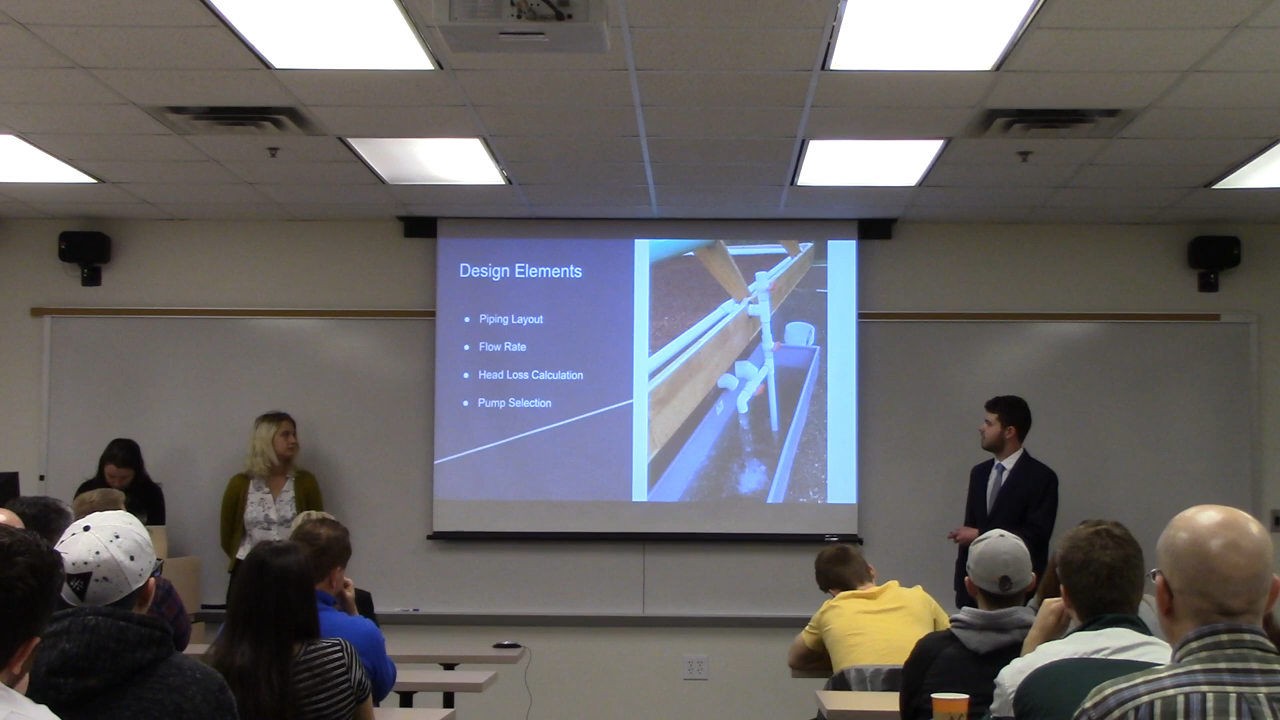 Design Elements
● Piping Layout
● Flow Rate
● Head Loss Calculation
● Pump Selection